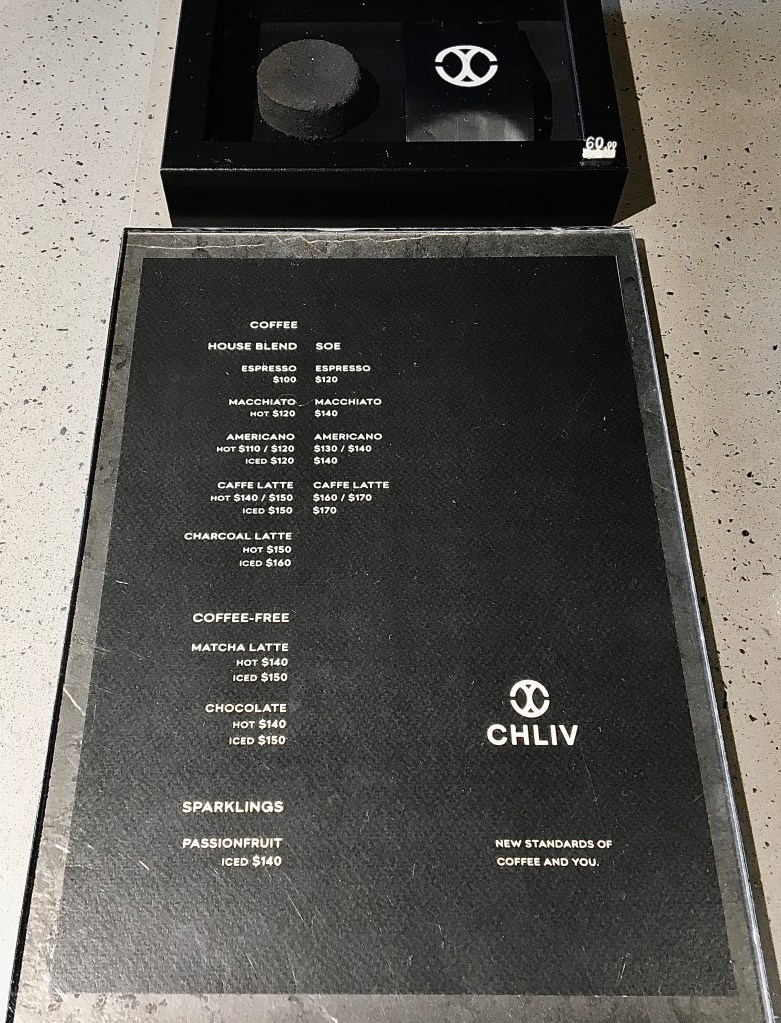 60.00
COFFEE
HOUSE BLEND SOE
ESPRESSO ESPRESSO
$100 $120
MACCHIATO MACCHIATO
HOT $120 $140
AMERICANO AMERICANO
HOT $110 / $120 $130 / $140
ICED $120 $140
CAFFE LATTE CAFFE LATTE
HOT $140 / $150 $160 / $170
ICED $150 $170
CHARCOAL LATTE
HOT $150
ICED $160
COFFEE-FREE
MATCHA LATTE
HOT $140
ICED $150
CHOCOLATE
HOT $140
ICED $150
CHLIV
SPARKLINGS
PASSIONFRUIT
ICED $140
NEW STANDARDS OF
COFFEE AND YOU.